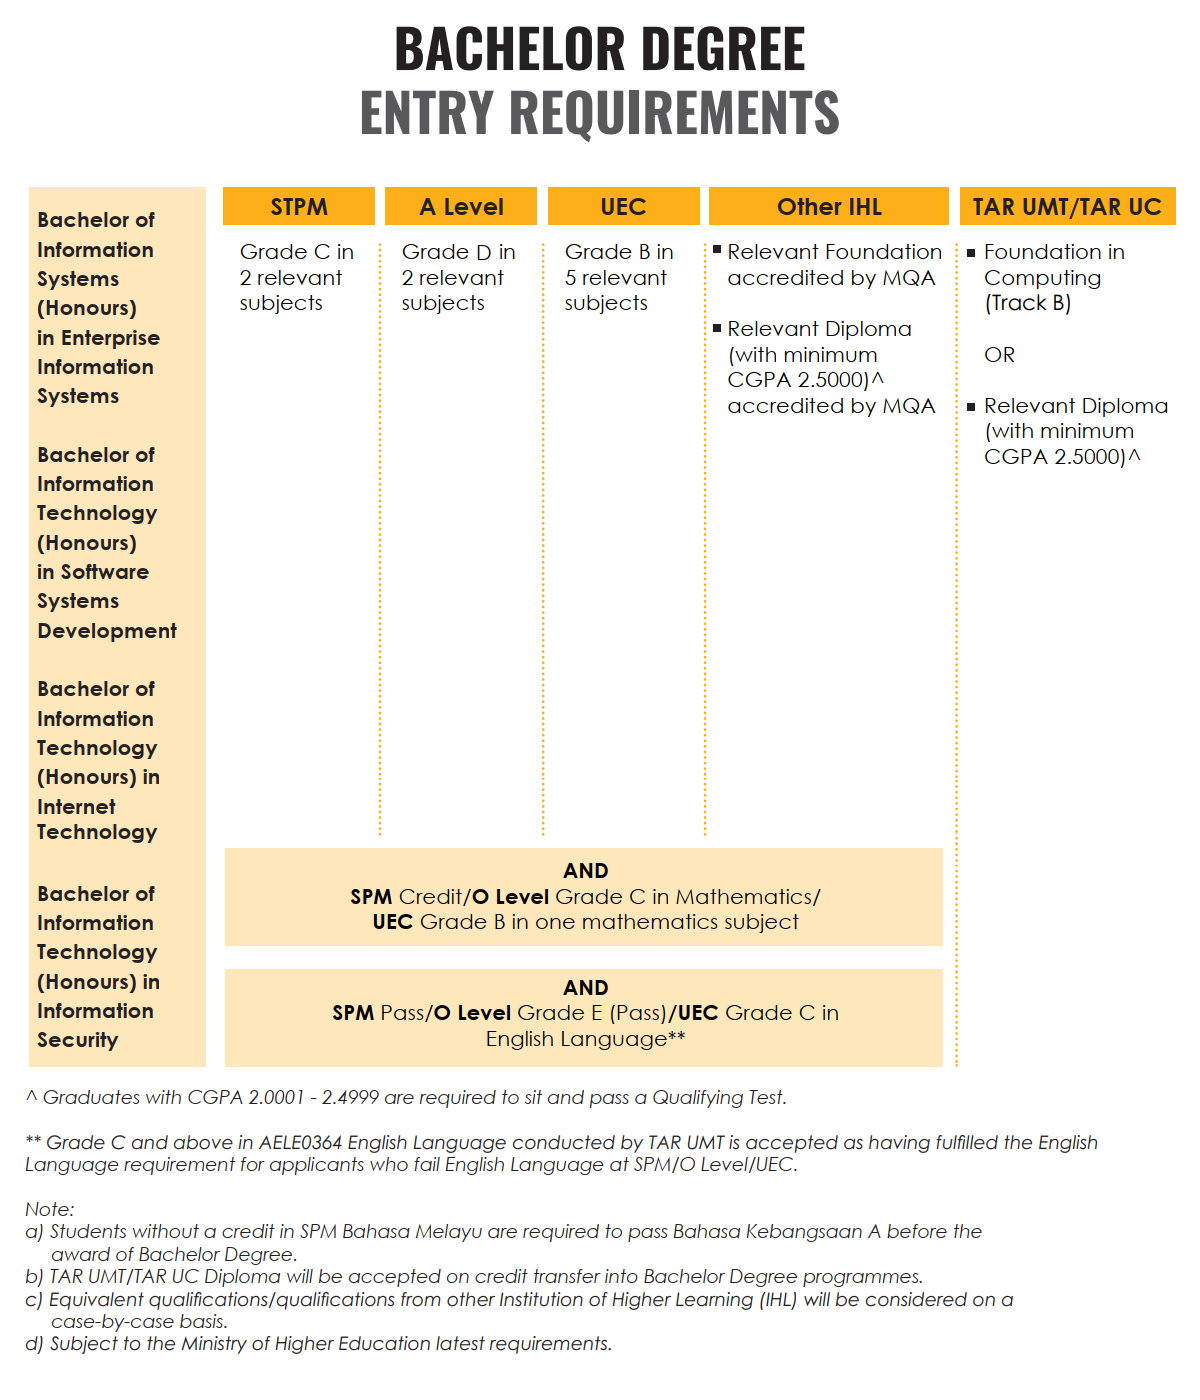 BACHELOR DEGREE
ENTRY REQUIREMENTS
Bachelor of
Information
Systems
(Honours)
in Enterprise
Information
Systems
Bachelor of
Information
Technology
(Honours)
in Software
Systems
Development
Bachelor of
Information
Technology
(Honours) in
Internet
Technology
Bachelor of
Information
Technology
(Honours) in
Information
Security
STPM
Grade C in
2 relevant
subjects
A Level
Grade D in
2 relevant
subjects
UEC
Grade B in
5 relevant
subjects
Other IHL
▪ Relevant Foundation
accredited by MQA
▪ Relevant Diploma
(with minimum
CGPA 2.5000)^
accredited by MQA
TAR UMT/TAR UC
▪ Foundation in
Computing
(Track B)
OR
▪ Relevant Diploma
(with minimum
CGPA 2.5000)^
AND
SPM Credit/O Level Grade C in Mathematics/
UEC Grade B in one mathematics subject
AND
SPM Pass/O Level Grade E (Pass)/UEC Grade C in
English Language**
^ Graduates with CGPA 2.0001 - 2.4999 are required to sit and pass a Qualifying Test.
** Grade C and above in AELE0364 English Language conducted by TAR UMT is accepted as having fulfilled the English
Language requirement for applicants who fail English Language at SPM/O Level/UEC.
Note:
a) Students without a credit in SPM Bahasa Melayu are required to pass Bahasa Kebangsaan A before the
award of Bachelor Degree.
b) TAR UMT/TAR UC Diploma will be accepted on credit transfer into Bachelor Degree programmes.
c) Equivalent qualifications/qualifications from other Institution of Higher Learning (IHL) will be considered on a
case-by-case basis.
d) Subject to the Ministry of Higher Education latest requirements.